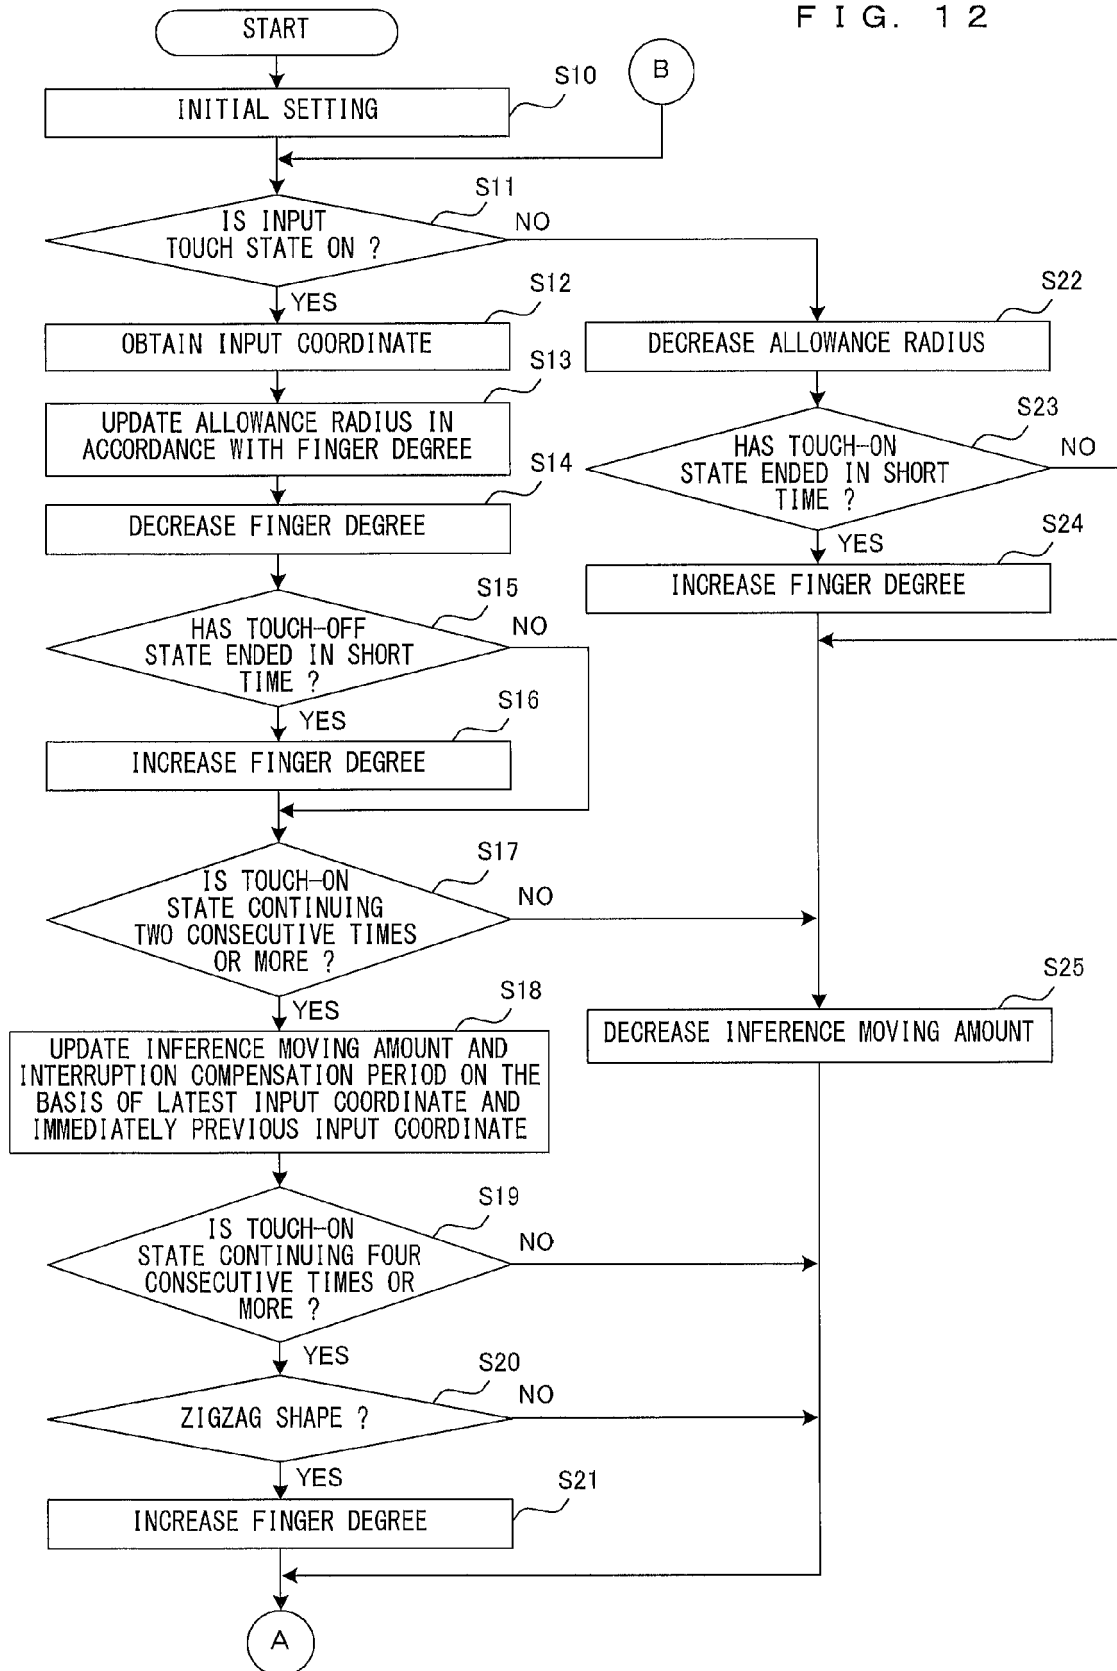 FIG. 12
START
B
S10
INITIAL SETTING
S11
IS INPUT
TOUCH STATE ON ?
NO
YES
S12
OBTAIN INPUT COORDINATE
S22
DECREASE ALLOWANCE RADIUS
S13
UPDATE ALLOWANCE RADIUS IN
ACCORDANCE WITH FINGER DEGREE
S23
HAS TOUCH-ON
STATE ENDED IN SHORT
TIME ?
NO
YES
S14
DECREASE FINGER DEGREE
S24
INCREASE FINGER DEGREE
S15
HAS TOUCH-OFF
STATE ENDED IN SHORT
TIME ?
NO
YES
S16
INCREASE FINGER DEGREE
S17
IS TOUCH-ON
STATE CONTINUING
TWO CONSECUTIVE TIMES
OR MORE ?
NO
YES
S18
UPDATE INFERENCE MOVING AMOUNT AND
INTERRUPTION COMPENSATION PERIOD ON THE
BASIS OF LATEST INPUT COORDINATE AND
IMMEDIATELY PREVIOUS INPUT COORDINATE
S25
DECREASE INFERENCE MOVING AMOUNT
S19
IS TOUCH-ON
STATE CONTINUING FOUR
CONSECUTIVE TIMES OR
MORE ?
NO
YES
S20
ZIGZAG SHAPE ?
NO
YES
S21
INCREASE FINGER DEGREE
A